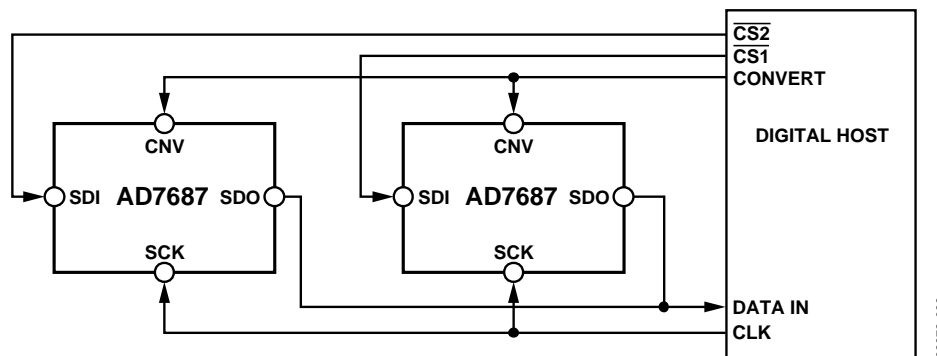 CS2
CS1
CONVERT
DIGITAL HOST
CNV
CNV
SDI AD7687 SDO
SDI AD7687 SDO
SCK
SCK
DATA IN
CLK